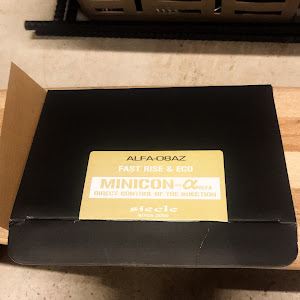 ALFA-08AZ
FAST RISE & ECO
MINICON-α
DIRECT CONTROL OF THE INJECTION
siecle